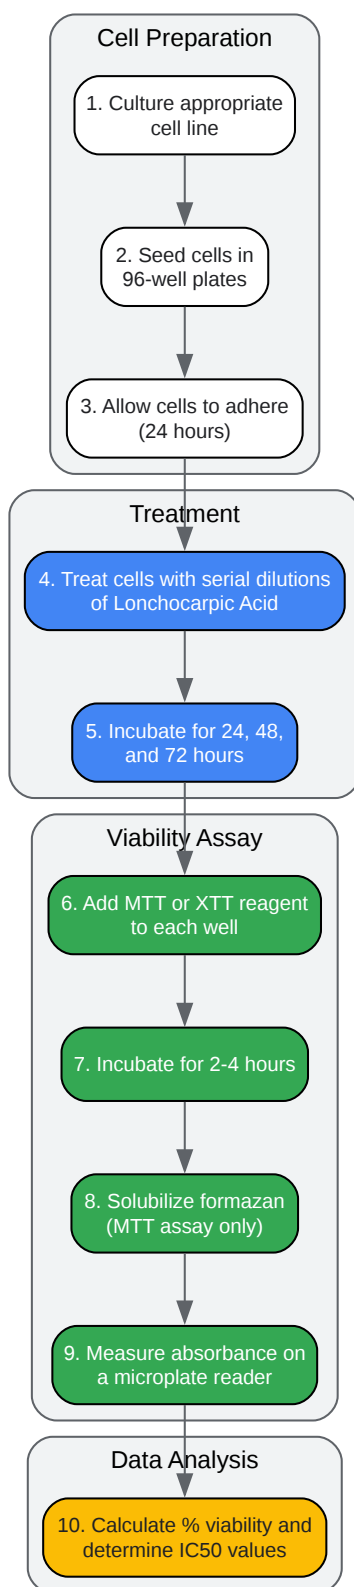 Cell Preparation
1. Culture appropriate
cell line
2. Seed cells in
96-well plates
3. Allow cells to adhere
(24 hours)
Treatment
4. Treat cells with serial dilutions
of Lonchocarpic Acid
5. Incubate for 24, 48,
and 72 hours
Viability Assay
6. Add MTT or XTT reagent
to each well
7. Incubate for 2-4 hours
8. Solubilize formazan
(MTT assay only)
9. Measure absorbance on
a microplate reader
Data Analysis
10. Calculate % viability and
determine IC50 values